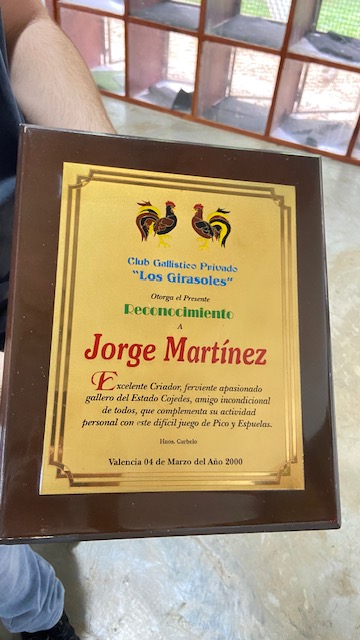 Club Gallístico Privado
"Los Girasoles"
Otorga el Presente
Reconocimiento
A
Jorge Martínez
Excelente Criador, ferviente apasionado
gallero del Estado Cojedes, amigo incondicional
de todos, que complementa su actividad
personal con este difícil juego de Pico y Espuelas.
Hnos. Garbelo
Valencia 04 de Marzo del Año 2000